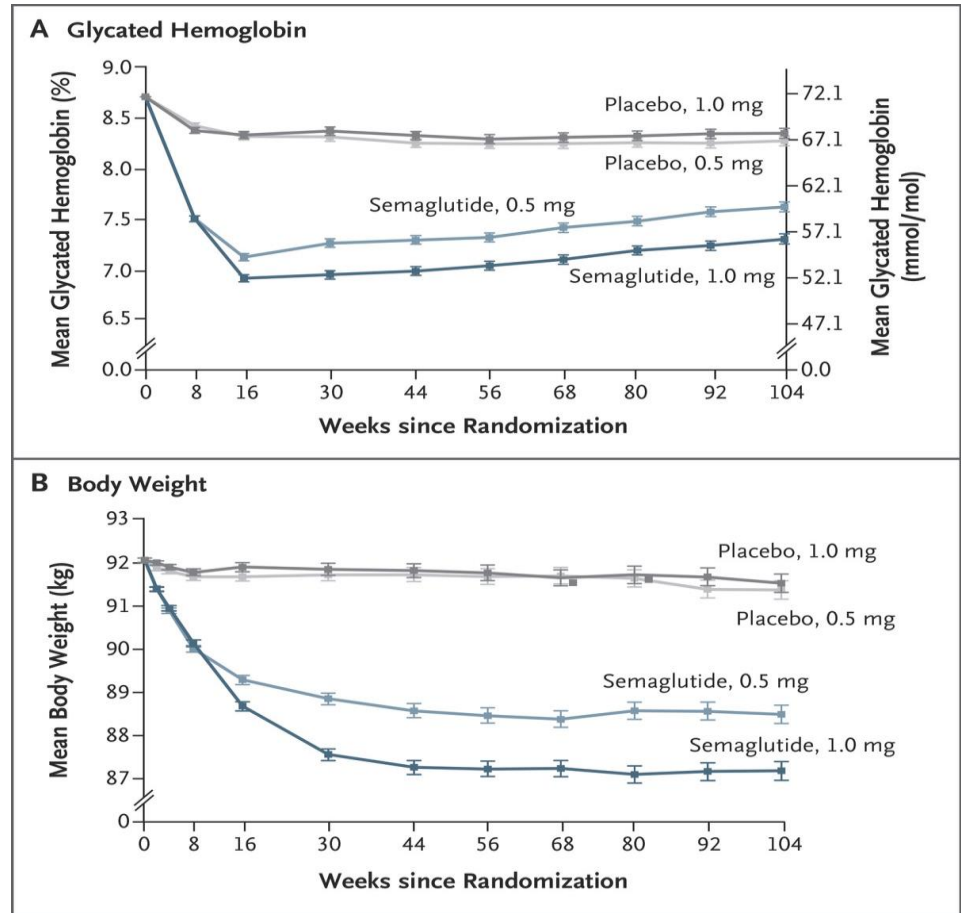 A Glycated Hemoglobin
Mean Glycated Hemoglobin (%)
9.0
8.5
8.0
7.5
7.0
6.5
0.0
Placebo, 1.0 mg
Placebo, 0.5 mg
Semaglutide, 0.5 mg
Semaglutide, 1.0 mg
72.1
67.1
62.1
57.1
52.1
47.1
0.0
Mean Glycated Hemoglobin
(mmol/mol)
0 8 16 30 44 56 68 80 92 104
Weeks since Randomization
B Body Weight
Mean Body Weight (kg)
93
92
91
90
89
88
87
0
Placebo, 1.0 mg
Placebo, 0.5 mg
Semaglutide, 0.5 mg
Semaglutide, 1.0 mg
0 8 16 30 44 56 68 80 92 104
Weeks since Randomization